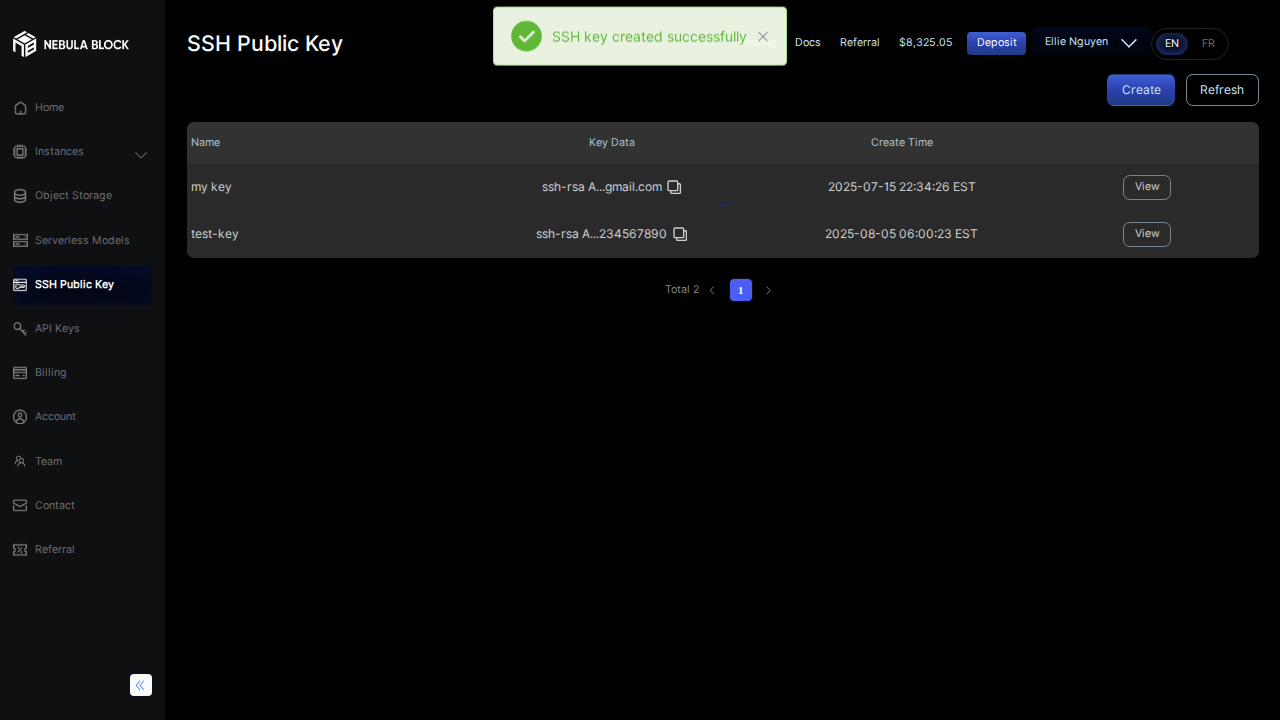 NEBULA BLOCK
Home
Instances
Object Storage
Serverless Models
SSH Public Key
API Keys
Billing
Account
Team
Contact
Referral
SSH Public Key
SSH key created successfully
Docs
Referral
$8,325.05
Deposit
Ellie Nguyen
EN
FR
Create
Refresh
Name Key Data Create Time
my key ssh-rsa A...gmail.com 2025-07-15 22:34:26 EST View
test-key ssh-rsa A...234567890 2025-08-05 06:00:23 EST View
Total 2 1